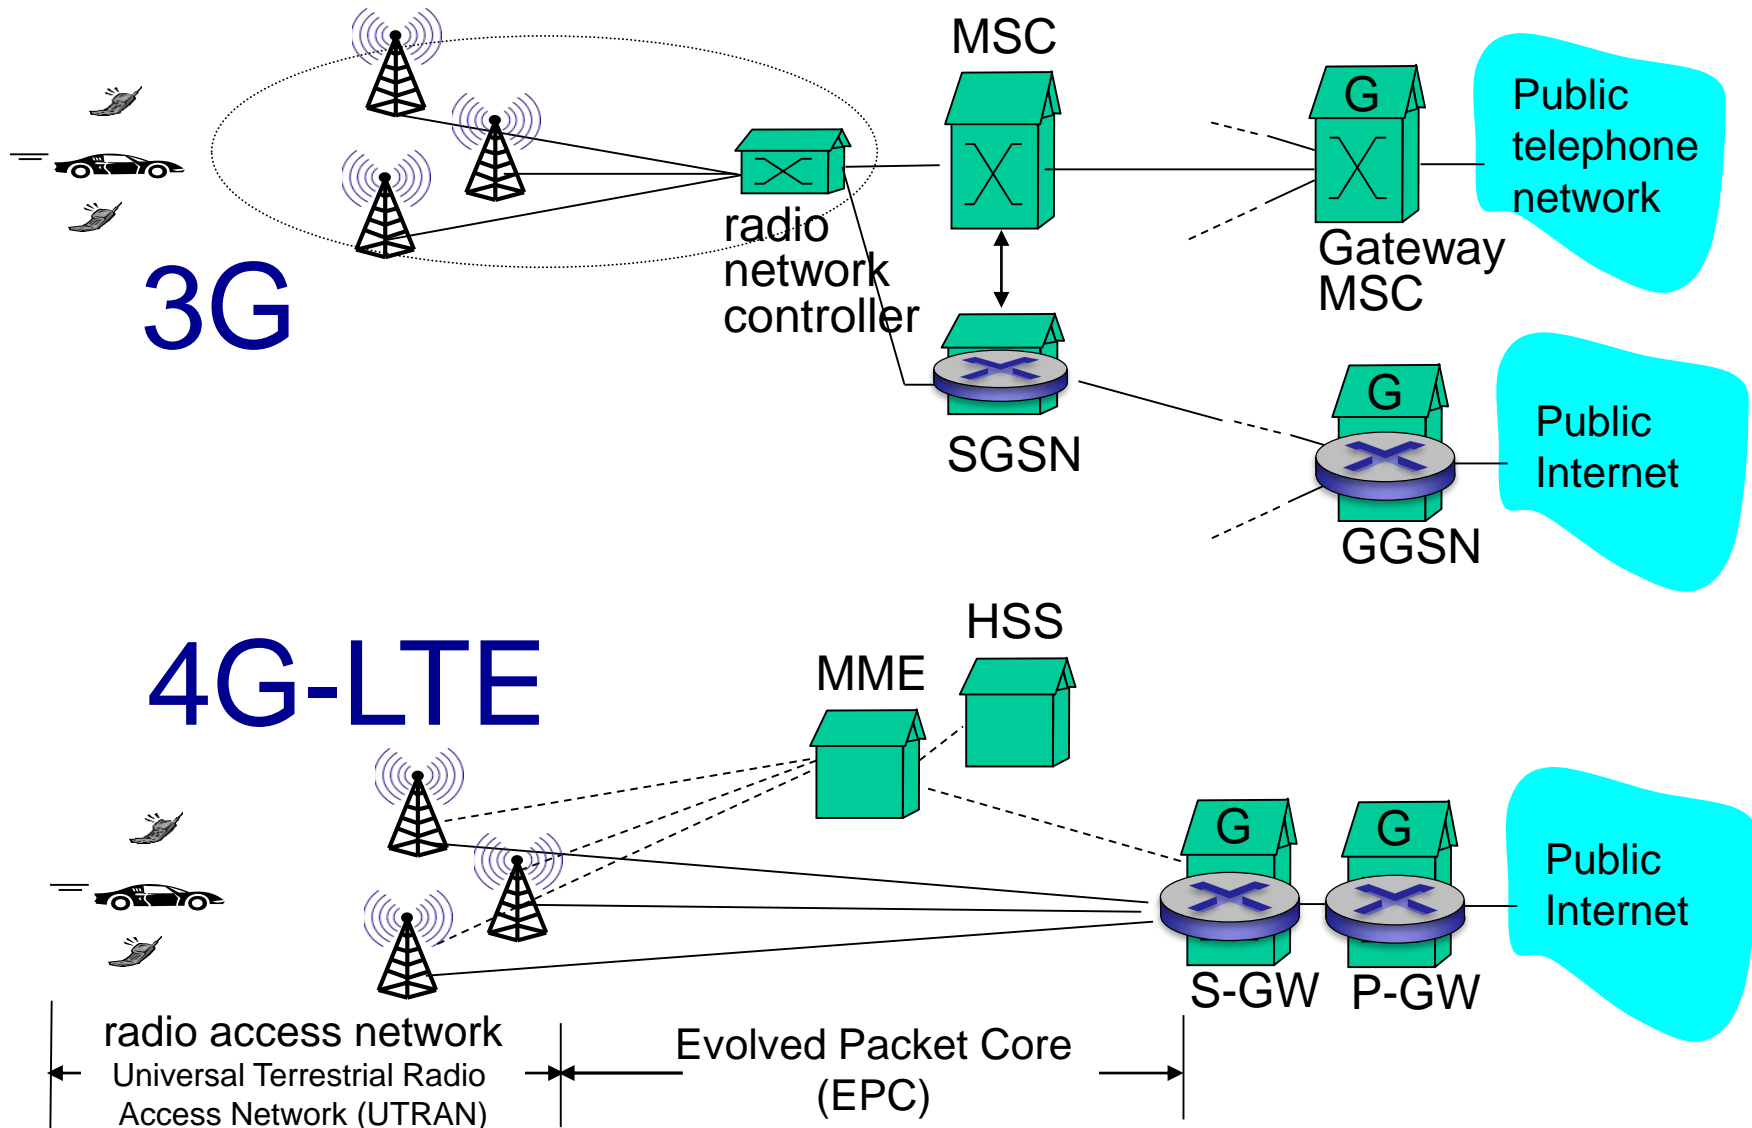 MSC
G
Public
telephone
network
radio
network
controller
Gateway
MSC
3G
SGSN
G
Public
Internet
GGSN
4G-LTE
HSS
MME
G
G
Public
Internet
S-GW
P-GW
radio access network
Universal Terrestrial Radio
Access Network (UTRAN)
Evolved Packet Core
(EPC)